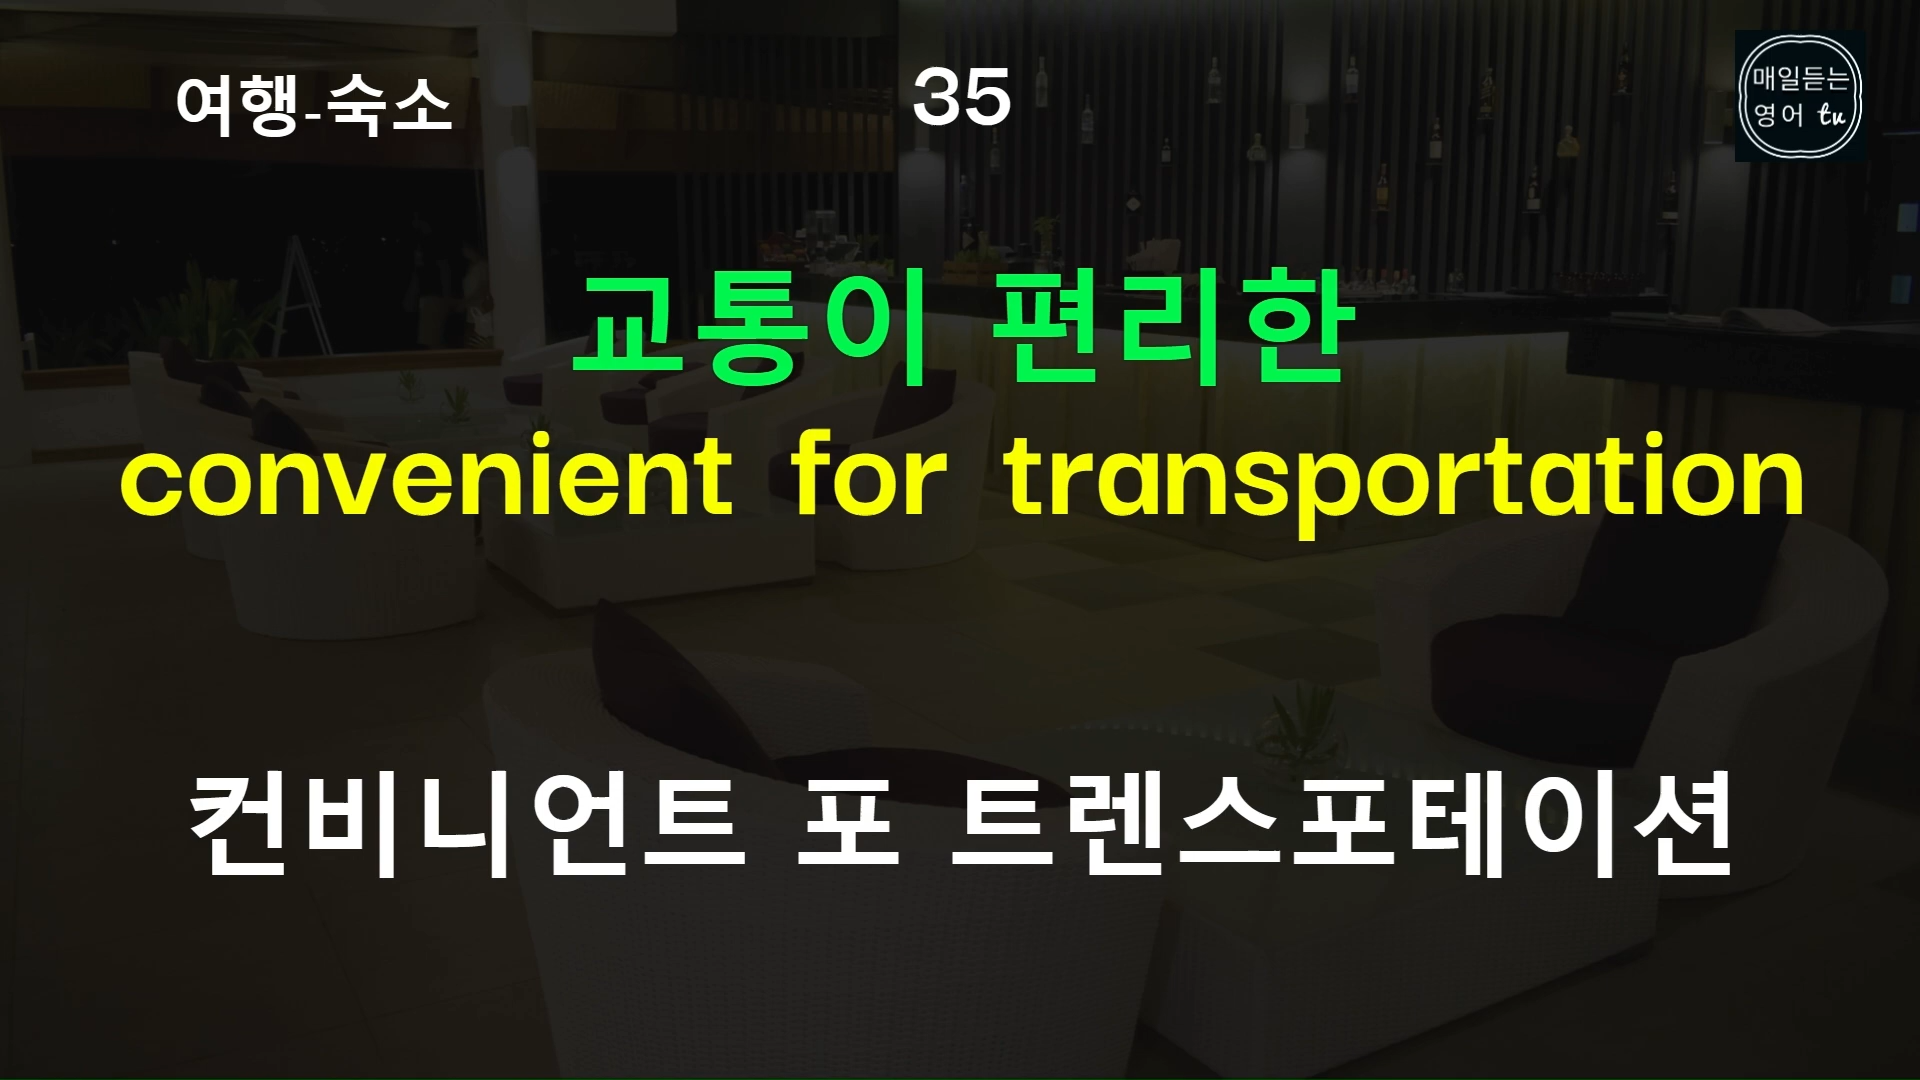 여행-숙소
35
매일듣는
영어 tv
교통이 편리한
convenient for transportation
컨비니언트 포 트렌스포테이션